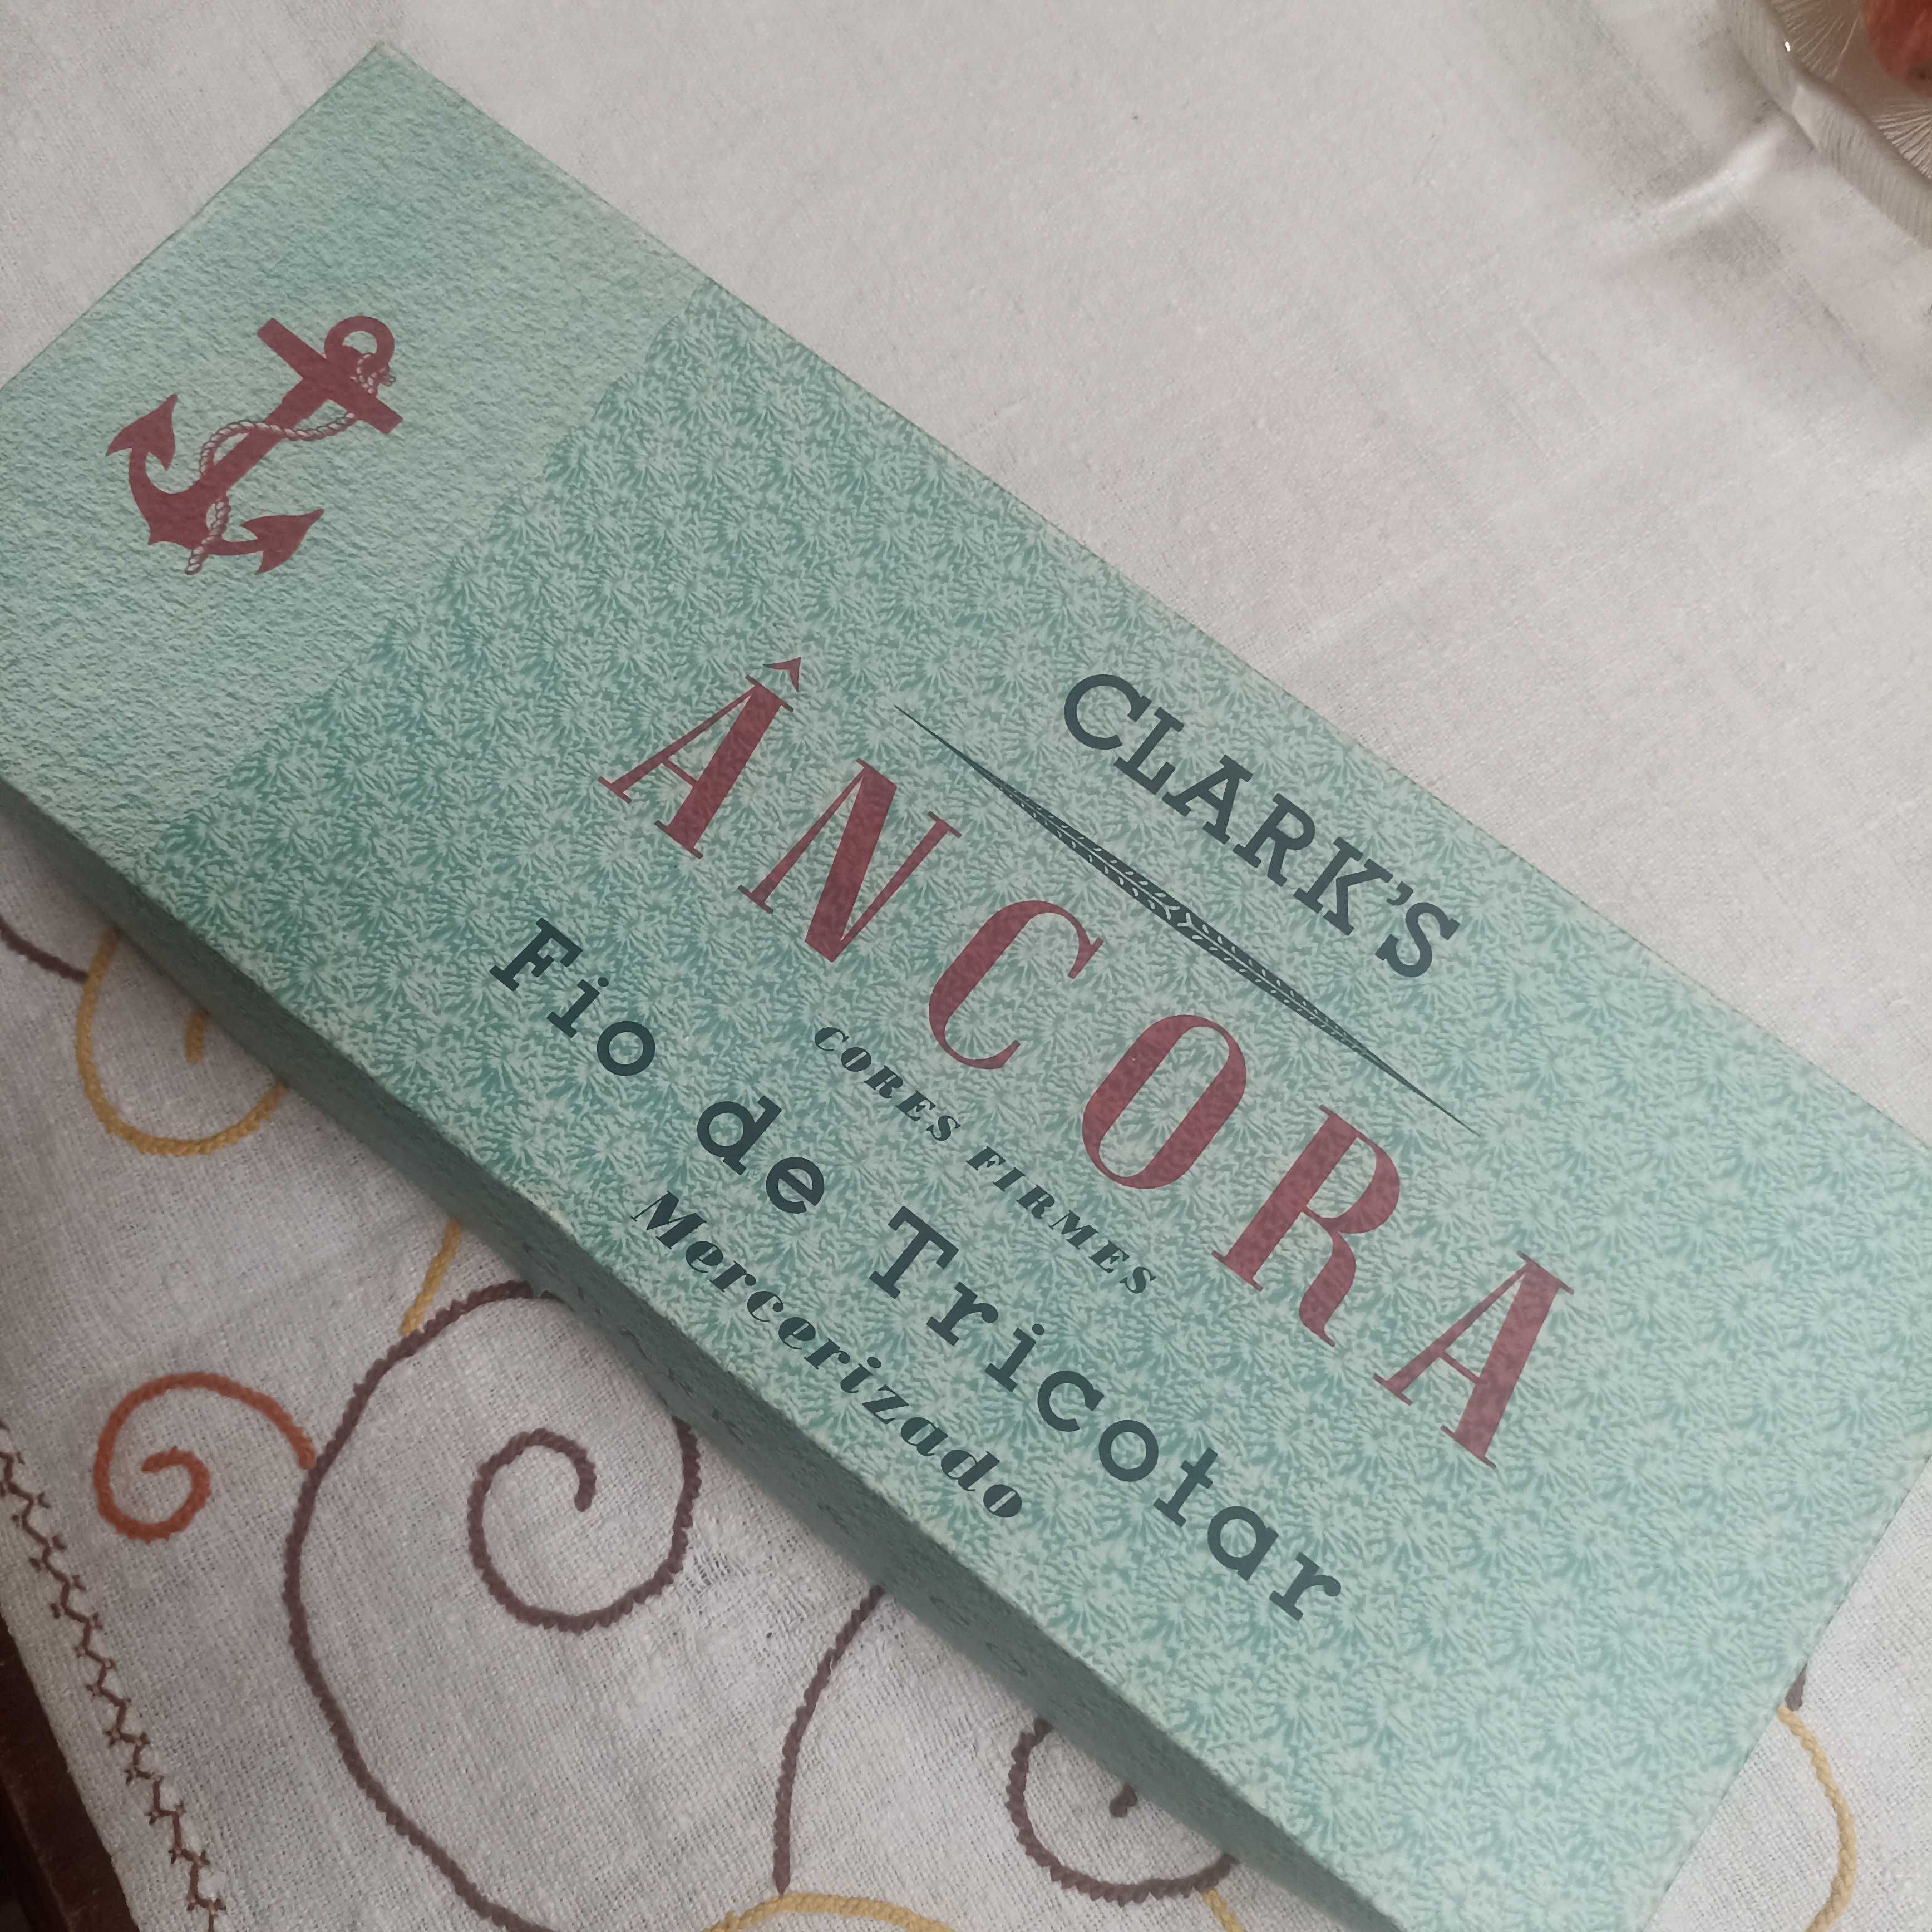 CLARK'S
ÂNCORA
CORES FIRMES
Fio de Tricotar
Mercerizado